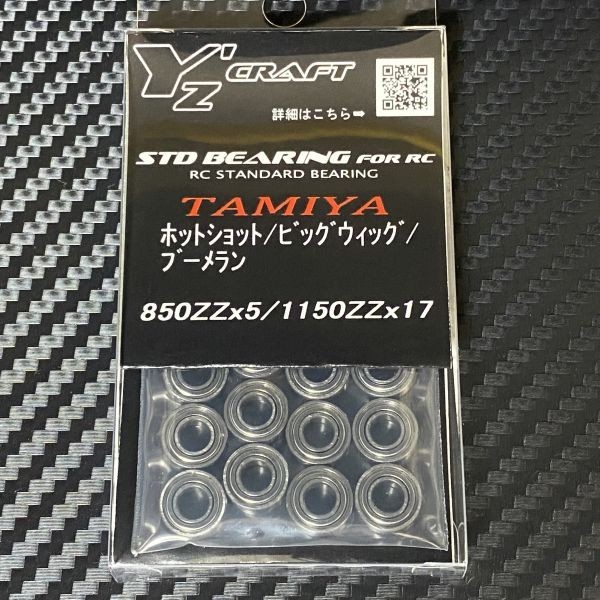 Y'z CRAFT
詳細はこちら➡
STD BEARING FOR RC
RC STANDARD BEARING
TAMIYA
ホットショット/ビッグウィッグ/
ブーメラン
850ZZx5/1150ZZx17